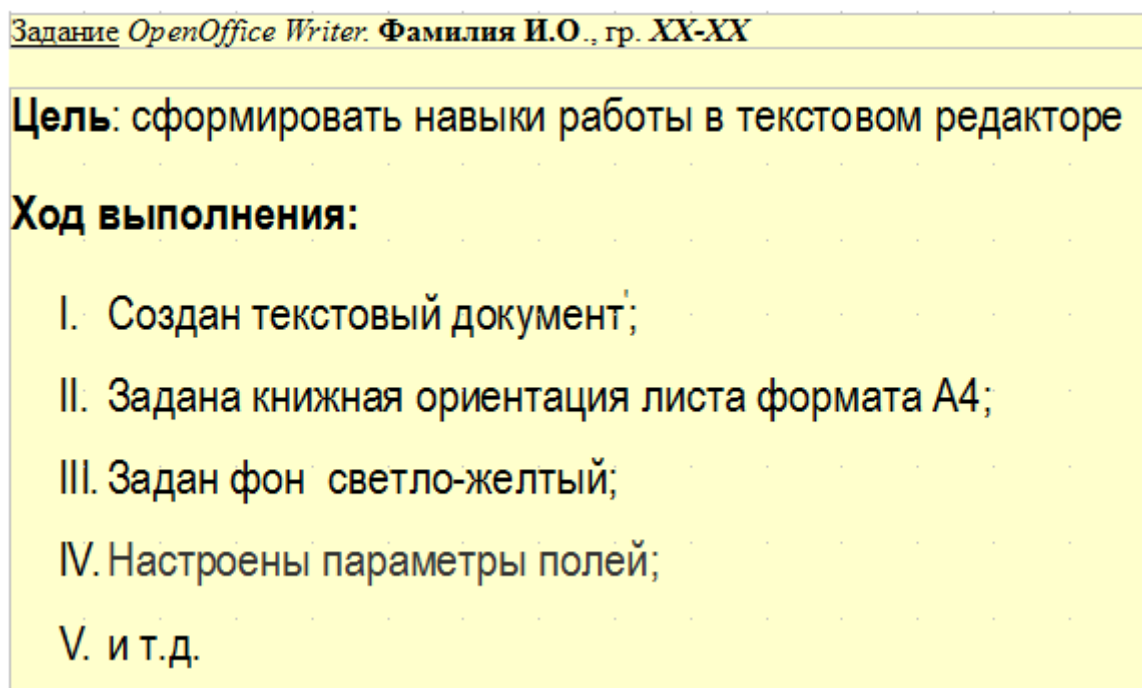 Задание OpenOffice Writer. Фамилия И.О., гр. XX-XX
Цель: сформировать навыки работы в текстовом редакторе
Ход выполнения:
I. Создан текстовый документ;
II. Задана книжная ориентация листа формата А4;
III. Задан фон  светло-желтый;
IV. Настроены параметры полей;
V. и т.д.